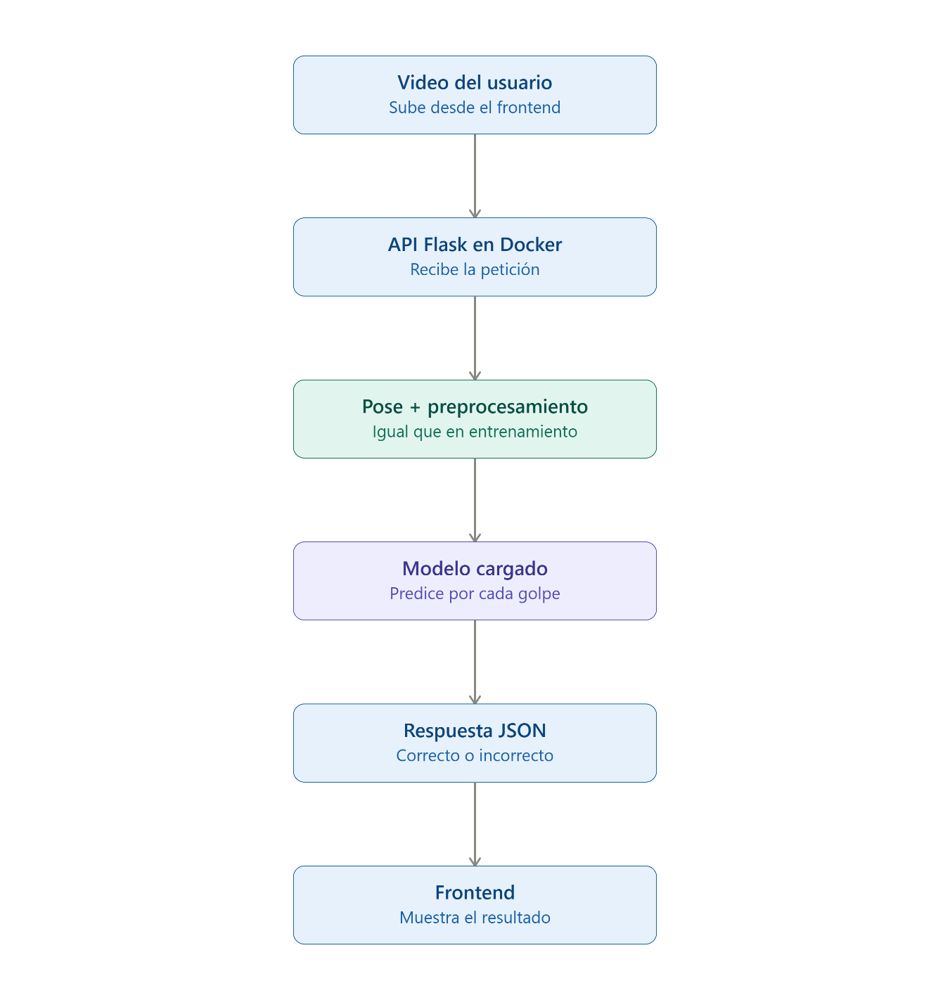 Video del usuario
Sube desde el frontend
API Flask en Docker
Recibe la petición
Pose + preprocesamiento
Igual que en entrenamiento
Modelo cargado
Predice por cada golpe
Respuesta JSON
Correcto o incorrecto
Frontend
Muestra el resultado